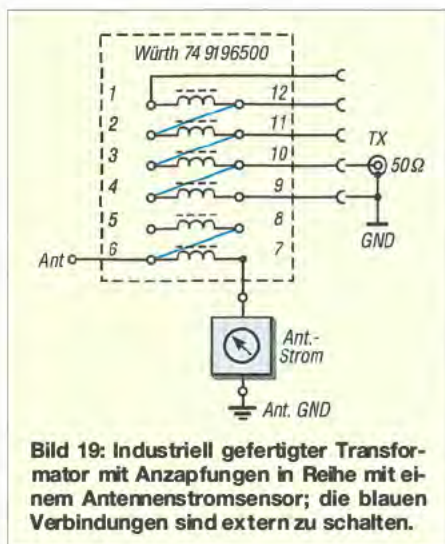 Würth 74 9196500
1 12
2 11
3 10
4 9
5 8
6 7
TX
50Ω
GND
Ant
Ant.-
Strom
Ant. GND
Bild 19: Industriell gefertigter Transfor-
mator mit Anzapfungen in Reihe mit ei-
nem Antennenstromsensor; die blauen
Verbindungen sind extern zu schalten.